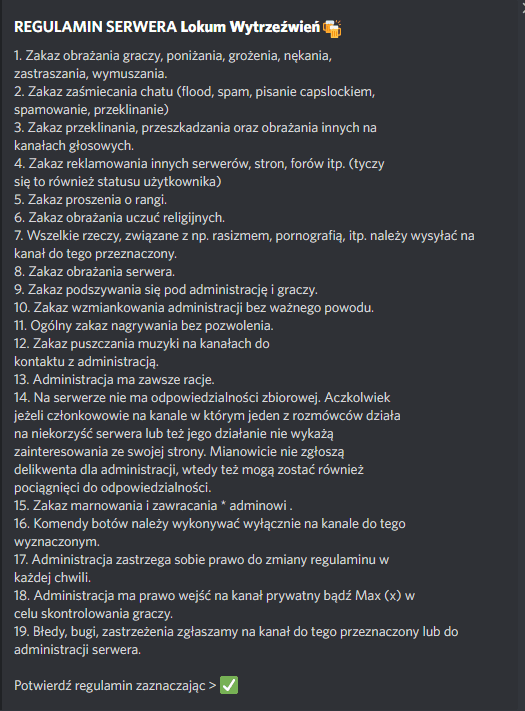 REGULAMIN SERWERA Lokum Wytrzeźwień🍻
1. Zakaz obrażania graczy, poniżania, grożenia, nękania,
zastraszania, wymuszania.
2. Zakaz zaśmiecania chatu (flood, spam, pisanie capslockiem,
spamowanie, przeklinanie)
3. Zakaz przeklinania, przeszkadzania oraz obrażania innych na
kanałach głosowych.
4. Zakaz reklamowania innych serwerów, stron, forów itp. (tyczy
się to również statusu użytkownika)
5. Zakaz proszenia o rangi.
6. Zakaz obrażania uczuć religijnych.
7. Wszelkie rzeczy, związane z np. rasizmem, pornografią, itp. należy wysyłać na
kanał do tego przeznaczony.
8. Zakaz obrażania serwera.
9. Zakaz podszywania się pod administrację i graczy.
10. Zakaz wzmiankowania administracji bez ważnego powodu.
11. Ogólny zakaz nagrywania bez pozwolenia.
12. Zakaz puszczania muzyki na kanałach do
kontaktu z administracją.
13. Administracja ma zawsze racje.
14. Na serwerze nie ma odpowiedzialności zbiorowej. Aczkolwiek
jeżeli członkowowie na kanale w którym jeden z rozmówców działa
na niekorzyść serwera lub też jego działanie nie wykażą
zainteresowania ze swojej strony. Mianowicie nie zgłoszą
delikwenta dla administracji, wtedy też mogą zostać również
pociągnięci do odpowiedzialności.
15. Zakaz marnowania i zawracania * adminowi .
16. Komendy botów należy wykonywać wyłącznie na kanale do tego
wyznaczonym.
17. Administracja zastrzega sobie prawo do zmiany regulaminu w
każdej chwili.
18. Administracja ma prawo wejść na kanał prywatny bądź Max (x) w
celu skontrolowania graczy.
19. Błedy, bugi, zastrzeżenia zgłaszamy na kanał do tego przeznaczony lub do
administracji serwera.
Potwierdź regulamin zaznaczając > ✅